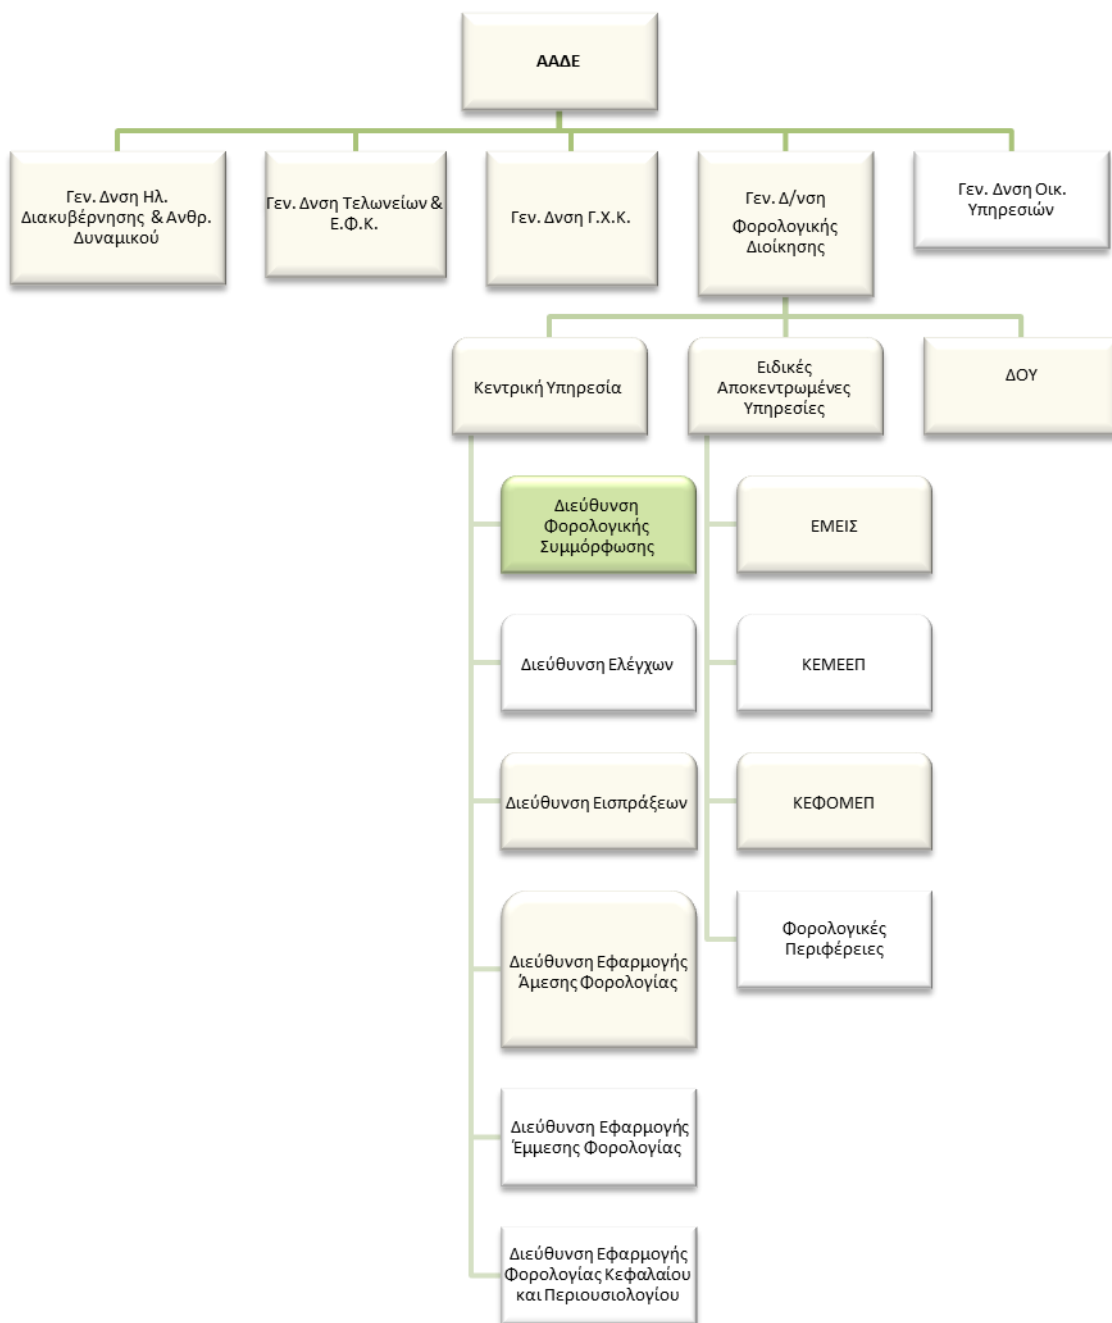 ΑΑΔΕ
Γεν. Δνση Ηλ.
Διακυβέρνησης & Ανθρ.
Δυναμικού
Γεν. Δνση Τελωνείων &
Ε.Φ.Κ.
Γεν. Δνση Γ.Χ.Κ.
Γεν. Δ/νση
Φορολογικής
Διοίκησης
Γεν. Δνση Οικ.
Υπηρεσιών
Κεντρική Υπηρεσία
Ειδικές
Αποκεντρωμένες
Υπηρεσίες
ΔΟΥ
Διεύθυνση
Φορολογικής
Συμμόρφωσης
ΕΜΕΙΣ
Διεύθυνση Ελέγχων
ΚΕΜΕΕΠ
Διεύθυνση Εισπράξεων
ΚΕΦΟΜΕΠ
Διεύθυνση Εφαρμογής
Άμεσης Φορολογίας
Φορολογικές
Περιφέρειες
Διεύθυνση Εφαρμογής
Έμμεσης Φορολογίας
Διεύθυνση Εφαρμογής
Φορολογίας Κεφαλαίου
και Περιουσιολογίου